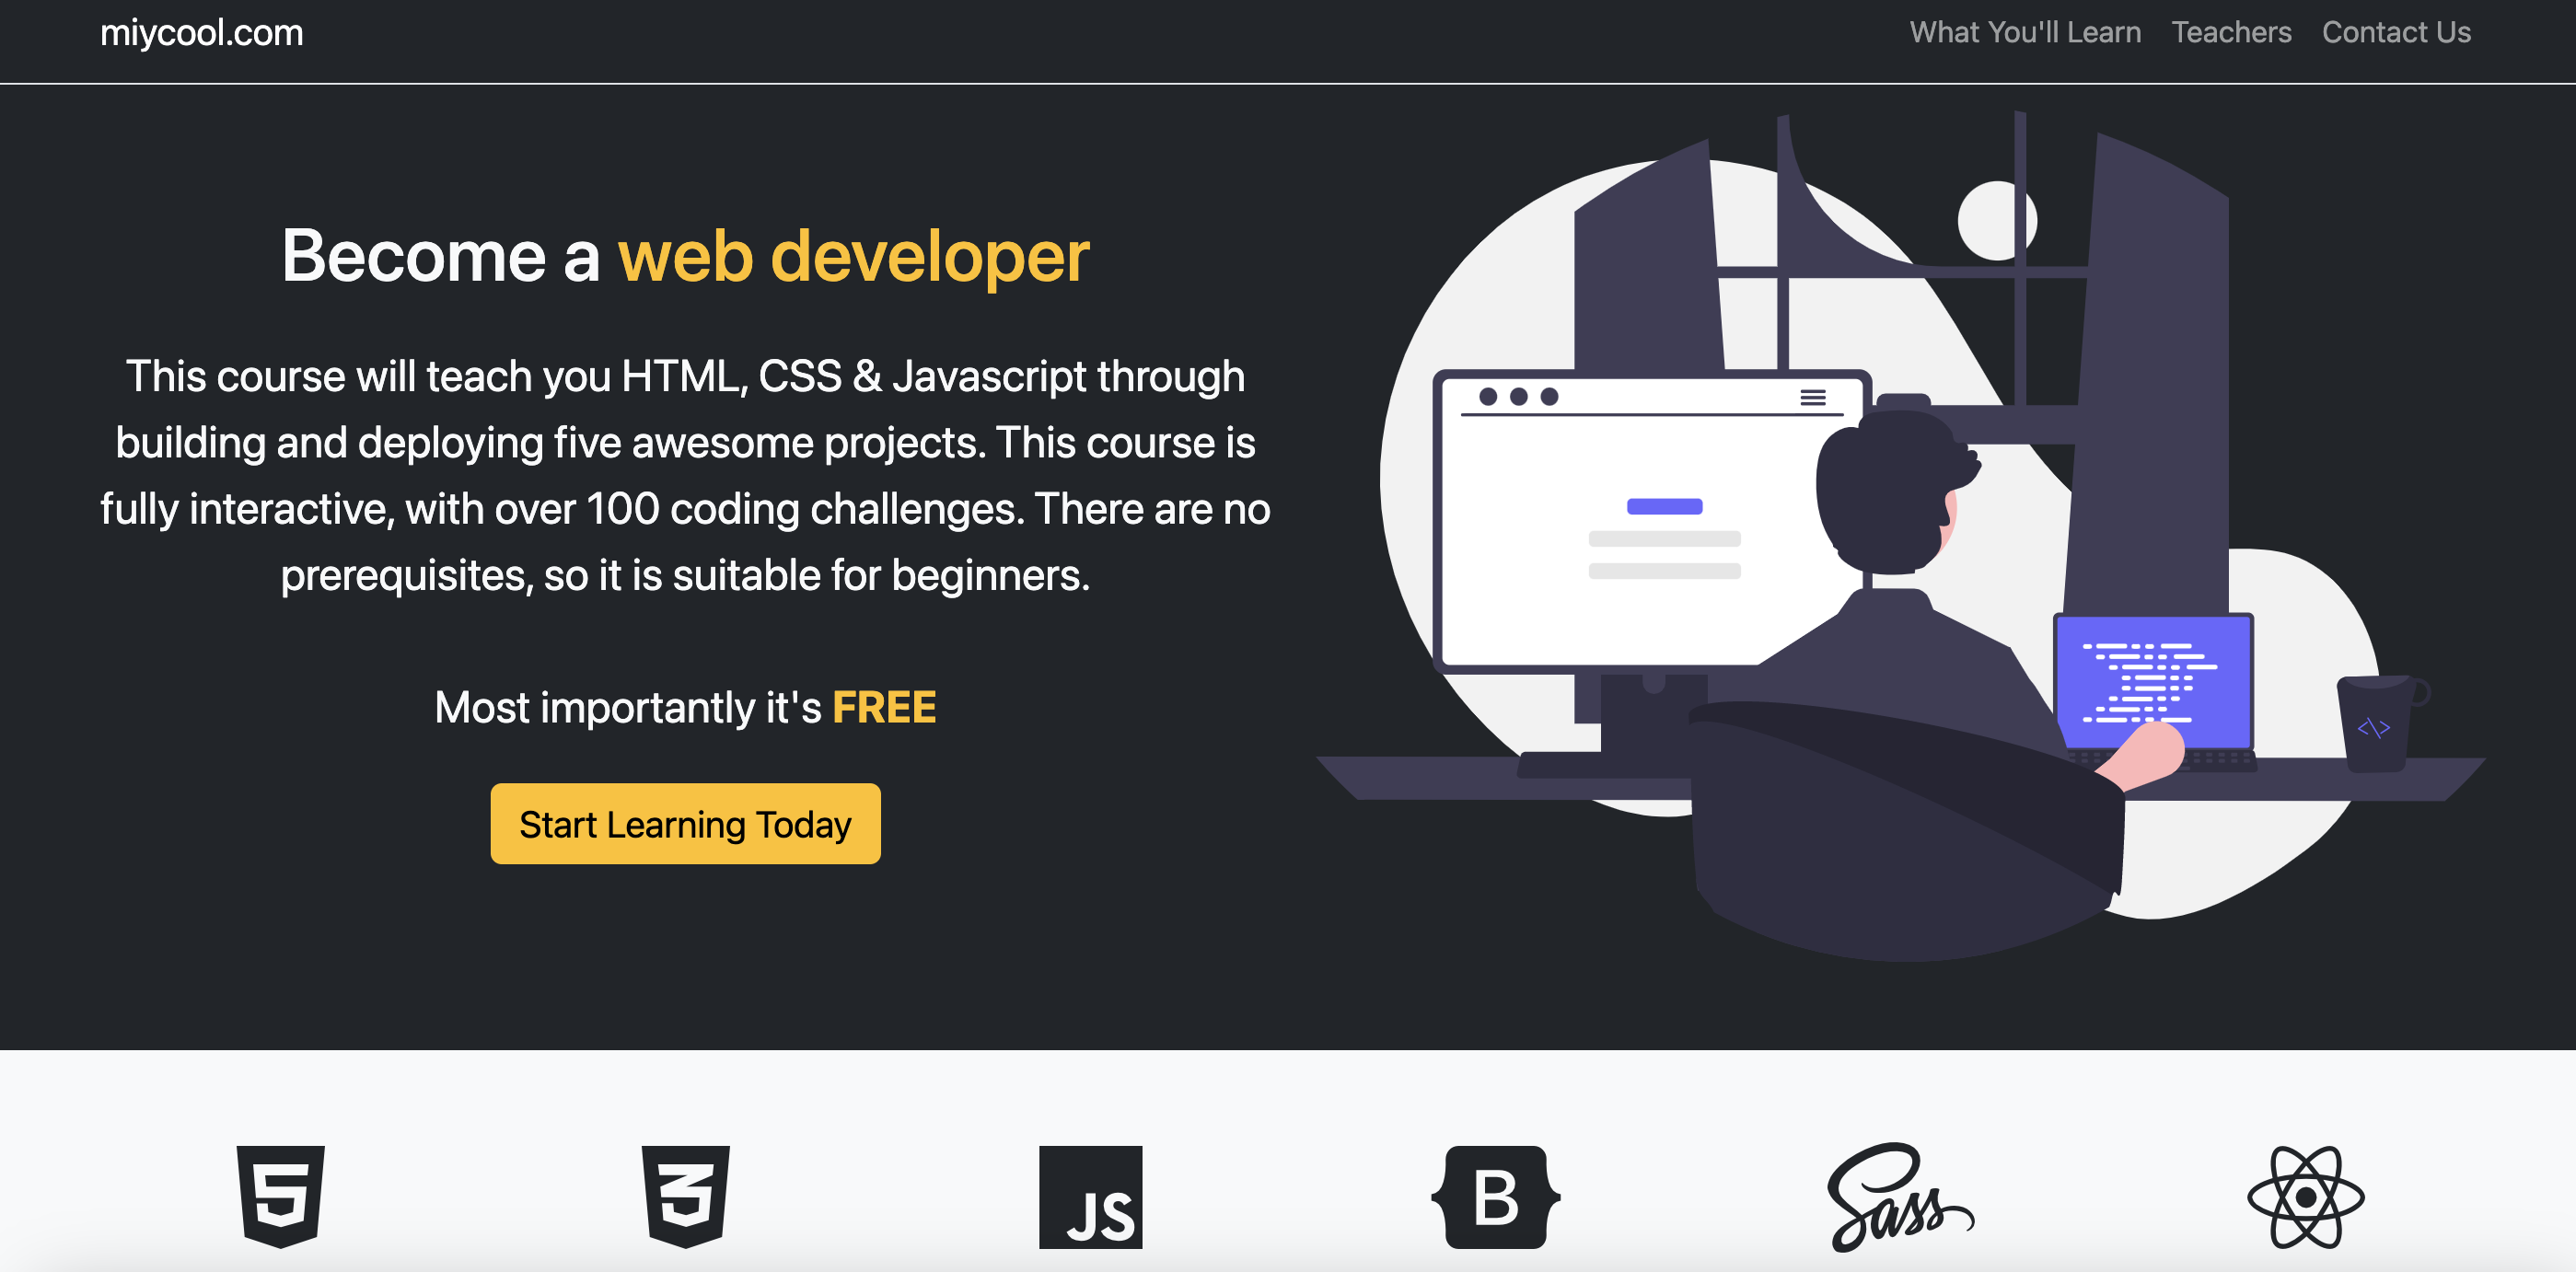 miycool.com
What You'll Learn Teachers Contact Us
Become a web developer
This course will teach you HTML, CSS & Javascript through
building and deploying five awesome projects. This course is
fully interactive, with over 100 coding challenges. There are no
prerequisites, so it is suitable for beginners.
Most importantly it's FREE
Start Learning Today
<\>
5
3
JS
B
Sass